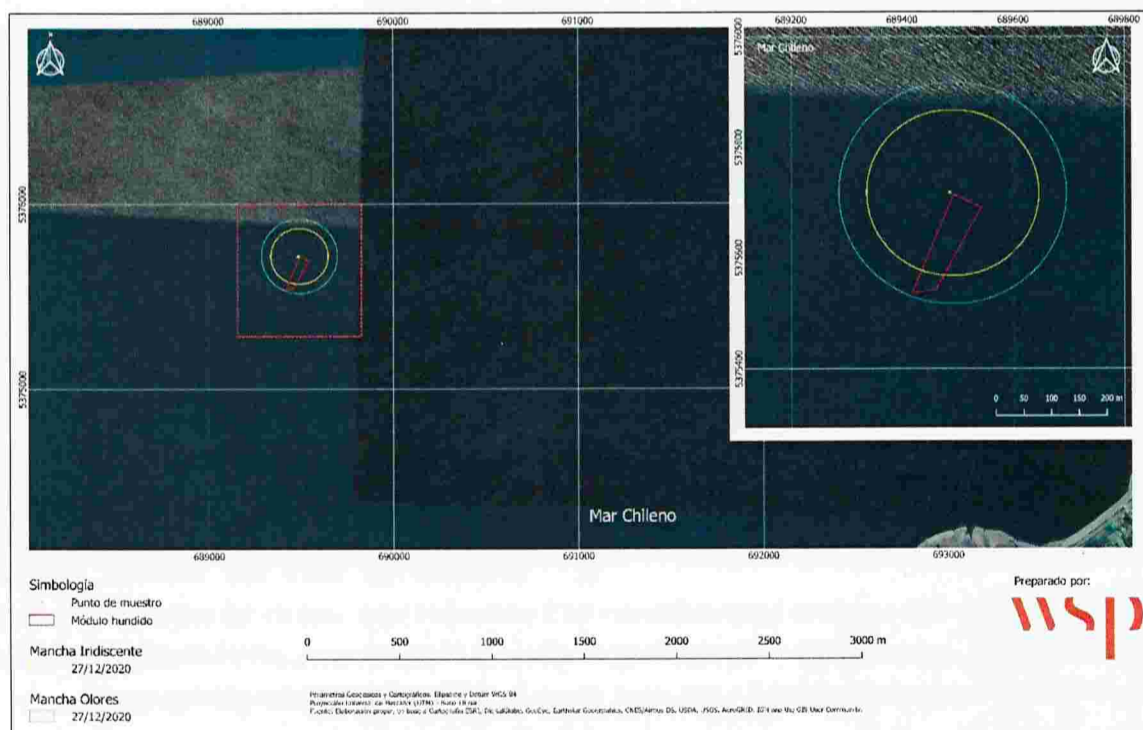 689000 690000 691000
689200 689400 689600 689800
Mar Chileno
5376000
5375800
5375600
5375400
0 50 100 150 200 m
5376000
5375000
Mar Chileno
689000 690000 691000 692000 693000
Simbología
Punto de muestro
Módulo hundido
Mancha Iridiscente
27/12/2020
Mancha Olores
27/12/2020
0 500 1000 1500 2000 2500 3000 m
Preparado por:
wsp